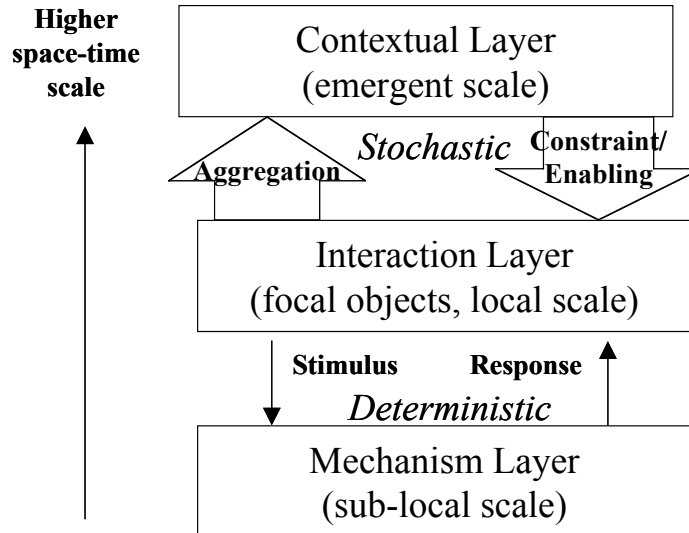 Higher
space-time
scale
Contextual Layer
(emergent scale)
Stochastic
Constraint/
Enabling
Aggregation
Interaction Layer
(focal objects, local scale)
Stimulus
Response
Deterministic
Mechanism Layer
(sub-local scale)